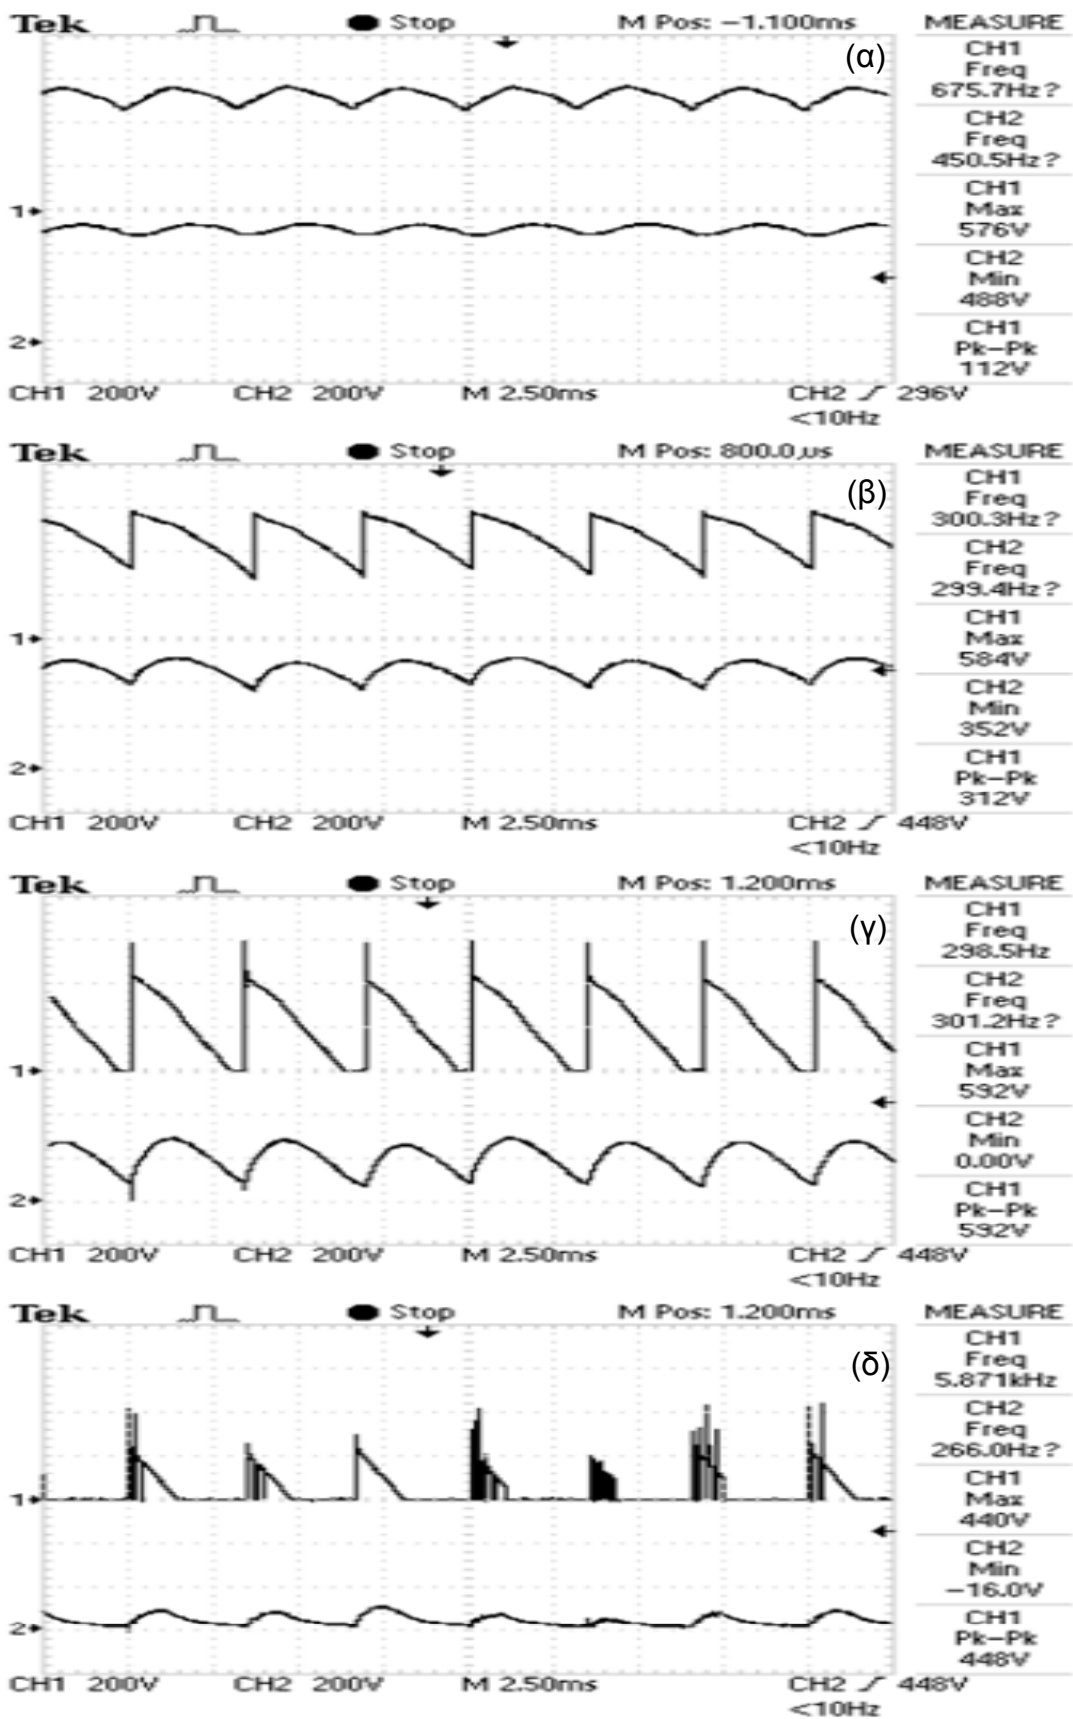 Tek Stop M Pos: -1.100ms MEASURE
(α)
CH1
Freq
675.7Hz?
CH2
Freq
450.5Hz?
CH1
Max
576V
CH2
Min
488V
CH1
Pk-Pk
112V
1
2
CH1 200V CH2 200V M 2.50ms CH2 296V
<10Hz
Tek Stop M Pos: 800.0µs MEASURE
(β)
CH1
Freq
300.3Hz?
CH2
Freq
299.4Hz?
CH1
Max
584V
CH2
Min
352V
CH1
Pk-Pk
312V
1
2
CH1 200V CH2 200V M 2.50ms CH2 448V
<10Hz
Tek Stop M Pos: 1.200ms MEASURE
(γ)
CH1
Freq
298.5Hz
CH2
Freq
301.2Hz?
CH1
Max
592V
CH2
Min
0.00V
CH1
Pk-Pk
592V
1
2
CH1 200V CH2 200V M 2.50ms CH2 448V
<10Hz
Tek Stop M Pos: 1.200ms MEASURE
(δ)
CH1
Freq
5.871kHz
CH2
Freq
266.0Hz?
CH1
Max
440V
CH2
Min
-16.0V
CH1
Pk-Pk
448V
1
2
CH1 200V CH2 200V M 2.50ms CH2 448V
<10Hz